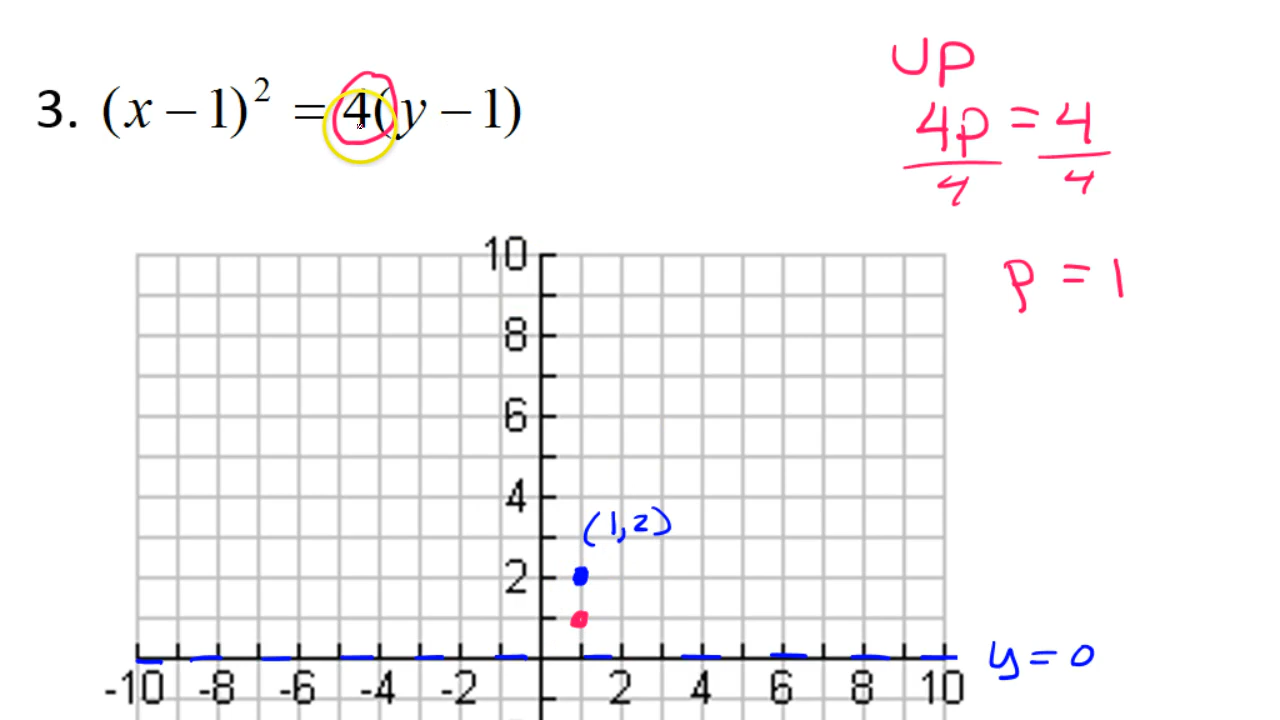 UP
3. (x − 1)² = 4(y − 1)
4p = 4
4 4
p = 1
10
8
6
4
(1,2)
2
y = 0
-10 -8 -6 -4 -2 2 4 6 8 10